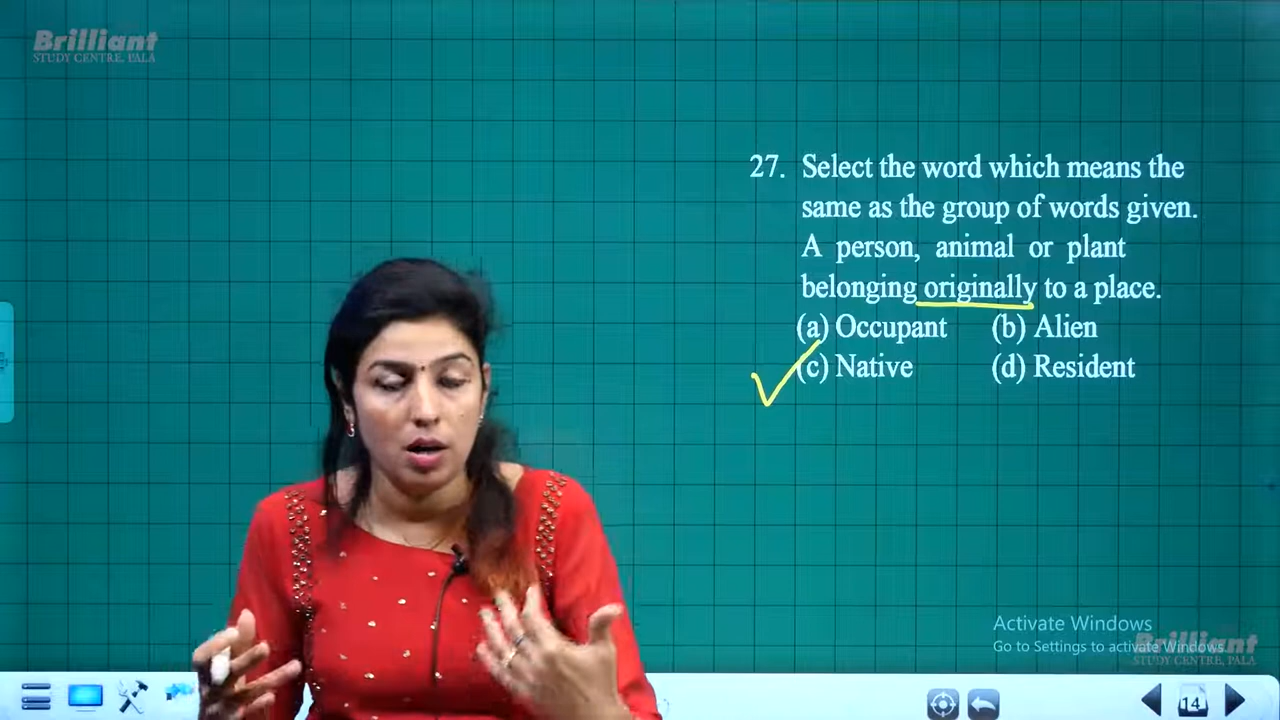 Brilliant
STUDY CENTRE, PALA
27. Select the word which means the
same as the group of words given.
A person, animal or plant
belonging originally to a place.
(a) Occupant (b) Alien
(c) Native (d) Resident
Activate Windows
Go to Settings to activate Windows.
Brilliant
STUDY CENTRE, PALA
14